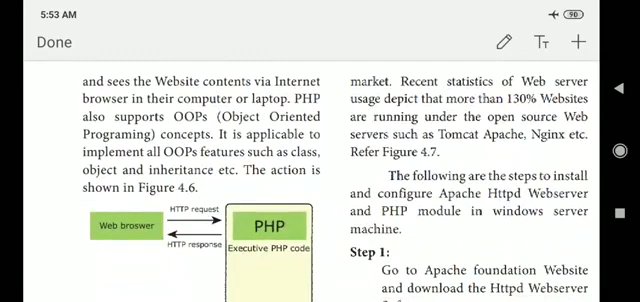 5:53 AM
90
Done
TT
and sees the Website contents via Internet
browser in their computer or laptop. PHP
also supports OOPs (Object Oriented
Programing) concepts. It is applicable to
implement all OOPs features such as class,
object and inheritance etc. The action is
shown in Figure 4.6.
HTTP request
Web broswer
HTTP response
PHP
Executive PHP code
market. Recent statistics of Web server
usage depict that more than 130% Websites
are running under the open source Web
servers such as Tomcat Apache, Nginx etc.
Refer Figure 4.7.
The following are the steps to install
and configure Apache Httpd Webserver
and PHP module in windows server
machine.
Step 1:
Go to Apache foundation Website
and download the Httpd Webserver